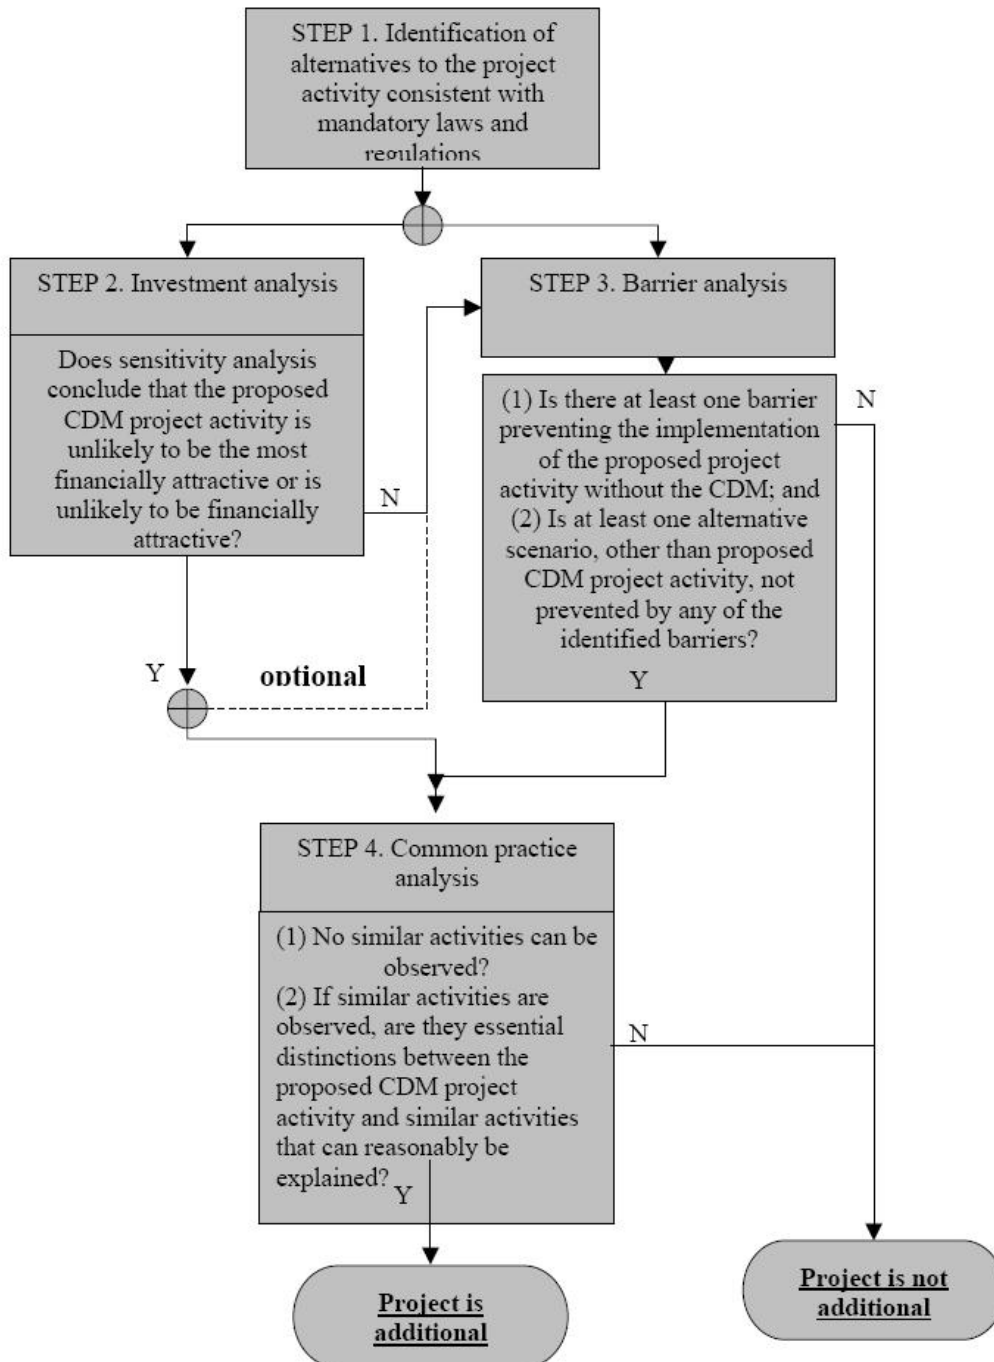 STEP 1. Identification of
alternatives to the project
activity consistent with
mandatory laws and
regulations
STEP 2. Investment analysis
Does sensitivity analysis
conclude that the proposed
CDM project activity is
unlikely to be the most
financially attractive or is
unlikely to be financially
attractive?
N
Y
optional
STEP 3. Barrier analysis
(1) Is there at least one barrier
preventing the implementation
of the proposed project
activity without the CDM; and
(2) Is at least one alternative
scenario, other than proposed
CDM project activity, not
prevented by any of the
identified barriers?
Y
N
STEP 4. Common practice
analysis
(1) No similar activities can be
observed?
(2) If similar activities are
observed, are they essential
distinctions between the
proposed CDM project
activity and similar activities
that can reasonably be
explained?
Y
N
Project is
additional
Project is not
additional